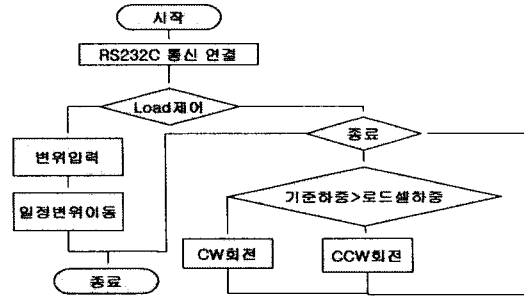 시작
RS232C 통신 연결
Load제어
종료
변위입력
기준하중>로드셀하중
일정변위이동
CW회전
CCW회전
종료